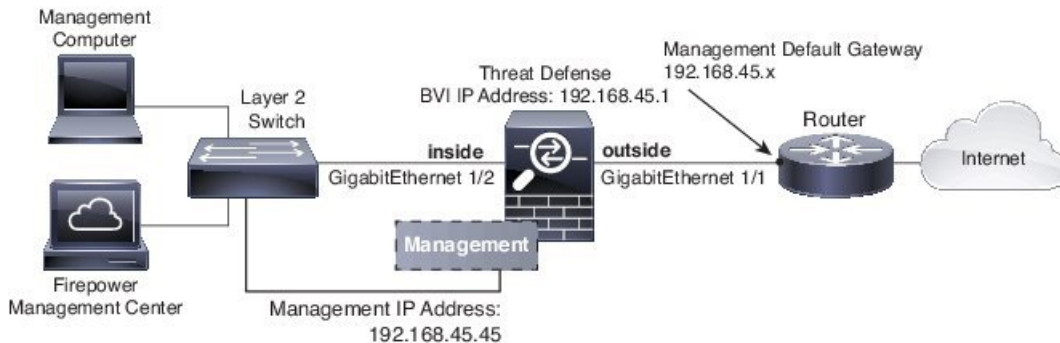 Management
Computer
Layer 2
Switch
Threat Defense
BVI IP Address: 192.168.45.1
Management Default Gateway
192.168.45.x
Router
Internet
inside
GigabitEthernet 1/2
outside
GigabitEthernet 1/1
Management
Firepower
Management Center
Management IP Address:
192.168.45.45